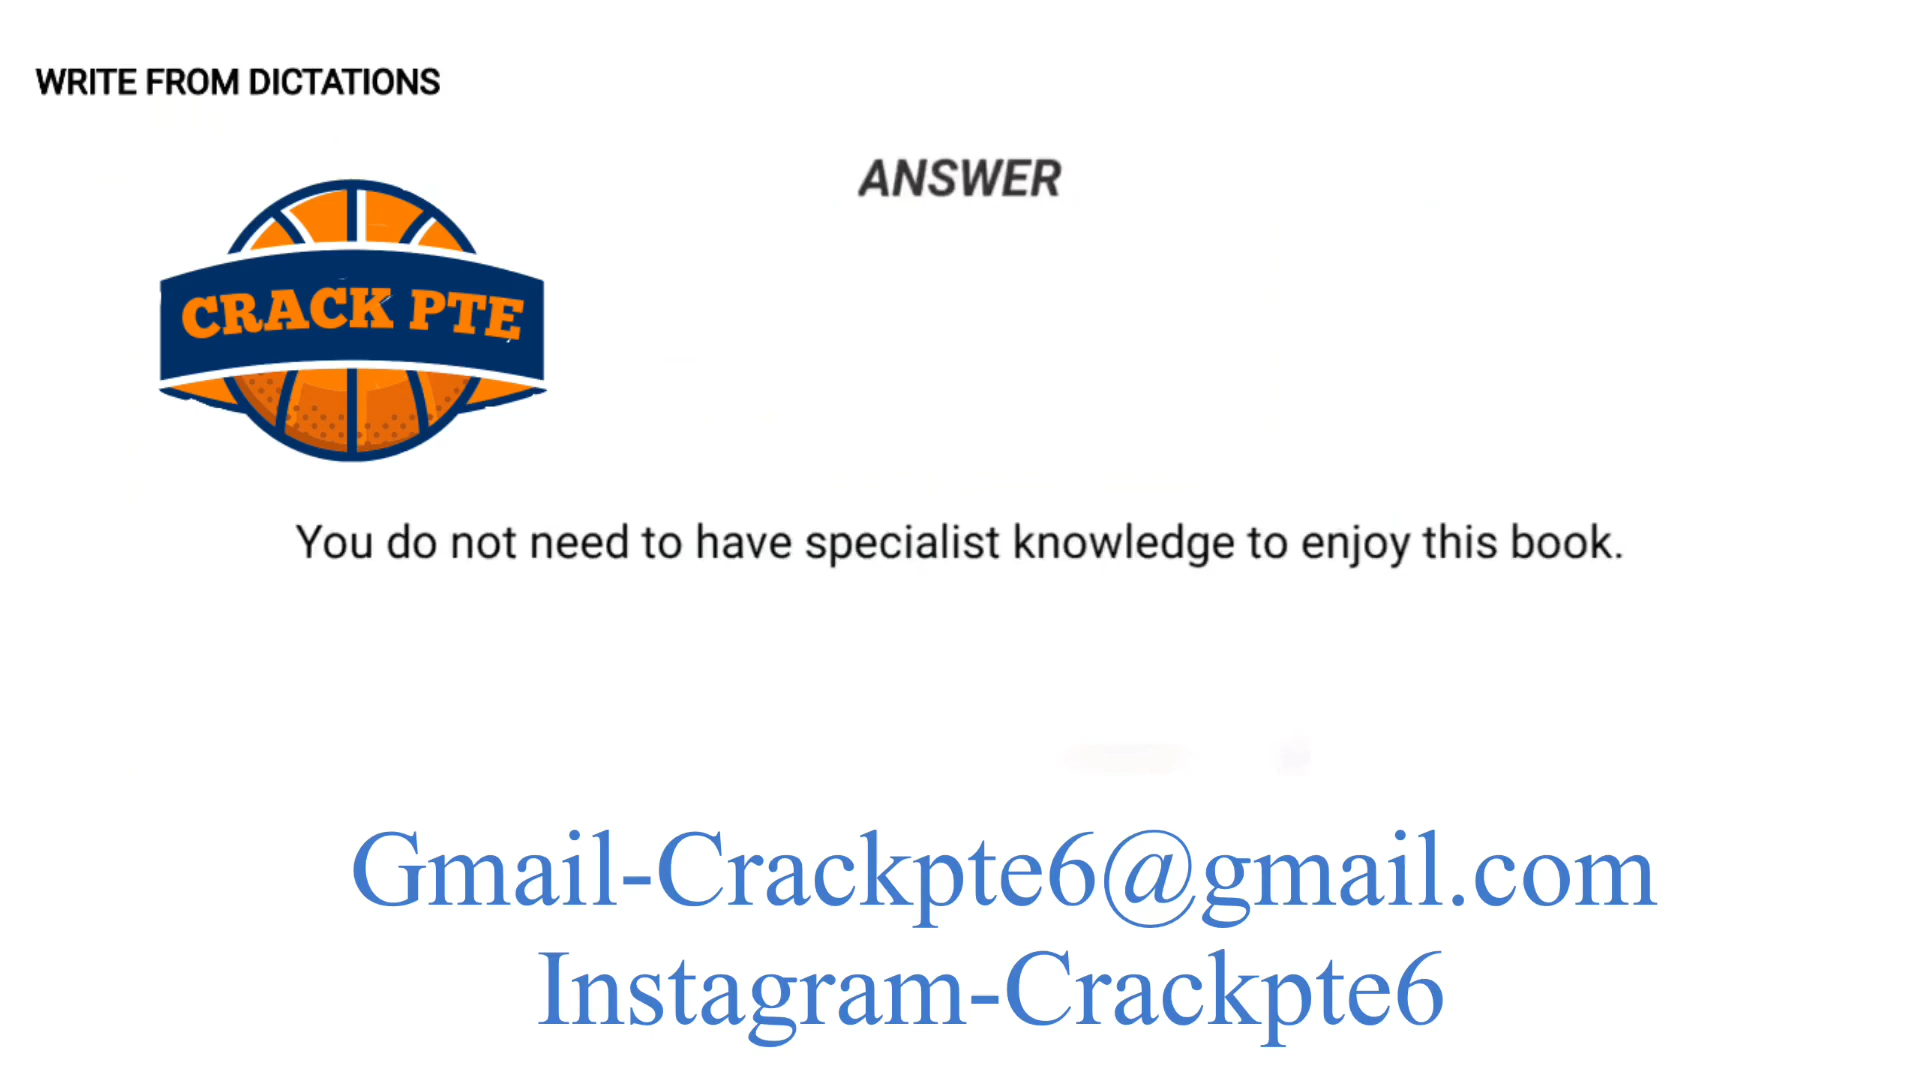 WRITE FROM DICTATIONS
ANSWER
CRACK PTE
You do not need to have specialist knowledge to enjoy this book.
Gmail-Crackpte6@gmail.com
Instagram-Crackpte6